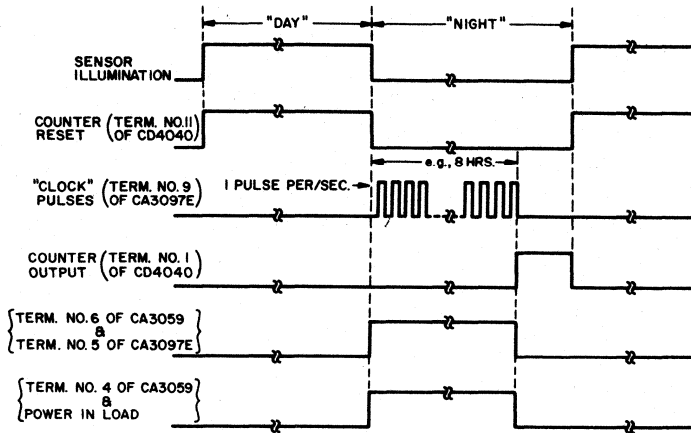 "DAY"
"NIGHT"
SENSOR
ILLUMINATION
COUNTER (TERM. NO.11)
RESET (OF CD4040)
e.g., 8 HRS.
"CLOCK" (TERM. NO. 9)
PULSES (OF CA3097E)
1 PULSE PER/SEC.
COUNTER (TERM. NO. 1)
OUTPUT (OF CD4040)
{TERM. NO. 6 OF CA3059
&
TERM. NO. 5 OF CA3097E}
{TERM. NO. 4 OF CA3059
&
POWER IN LOAD}